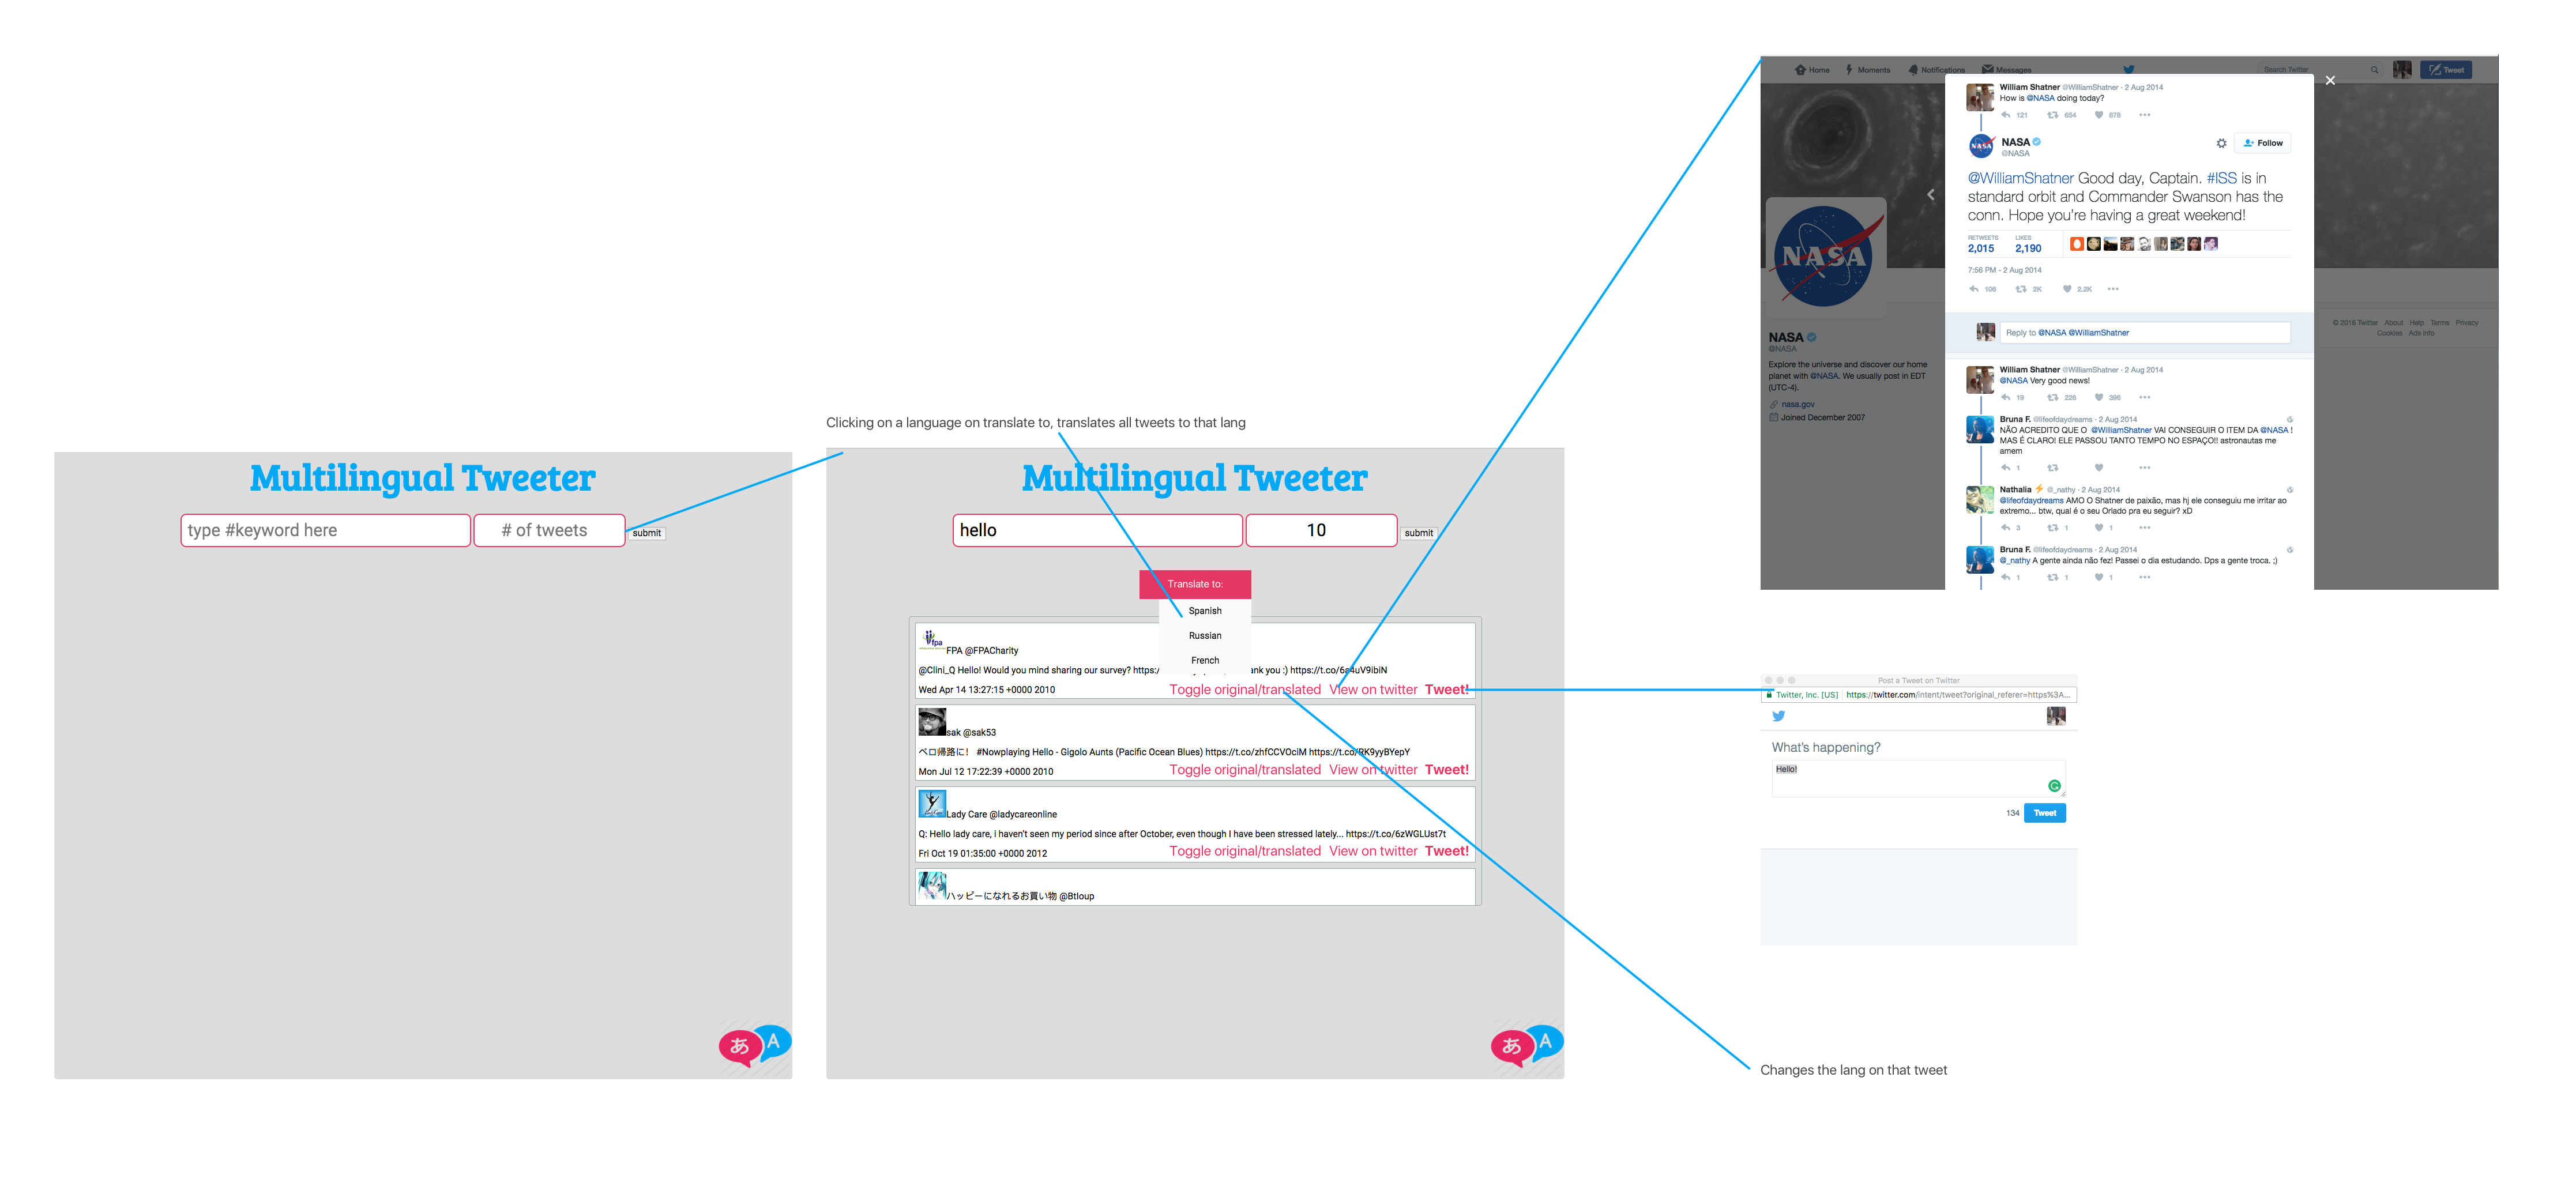 Multilingual Tweeter
type #keyword here
# of tweets
submit
あ A
Clicking on a language on translate to, translates all tweets to that lang
Multilingual Tweeter
hello
10
submit
Translate to:
Spanish
Russian
French
fpa
FPA @FPACharity
@Clini_Q Hello! Would you mind sharing our survey? https:/ ank you :) https://t.co/6a4uV9ibiN
Wed Apr 14 13:27:15 +0000 2010
Toggle original/translated View on twitter Tweet!
sak @sak53
ベロ帰路に! #Nowplaying Hello - Gigolo Aunts (Pacific Ocean Blues) https://t.co/zhfCCVOciM https://t.co/RK9yyBYepY
Mon Jul 12 17:22:39 +0000 2010
Toggle original/translated View on twitter Tweet!
Lady Care @ladycareonline
Q: Hello lady care, i haven't seen my period since after October, even though I have been stressed lately... https://t.co/6zWGLUst7t
Fri Oct 19 01:35:00 +0000 2012
Toggle original/translated View on twitter Tweet!
ハッピーになれるお買い物 @Btloup
あ A
Home Moments Notifications Messages
Search Twitter
Tweet
William Shatner @WilliamShatner · 2 Aug 2014
How is @NASA doing today?
121 654 878
NASA
NASA
@NASA
Follow
@WilliamShatner Good day, Captain. #ISS is in
standard orbit and Commander Swanson has the
conn. Hope you're having a great weekend!
RETWEETS LIKES
2,015 2,190
7:56 PM - 2 Aug 2014
106 2K 2.2K
Reply to @NASA @WilliamShatner
William Shatner @WilliamShatner · 2 Aug 2014
@NASA Very good news!
19 226 396
Bruna F. @lifeofdaydreams · 2 Aug 2014
NÃO ACREDITO QUE O @WilliamShatner VAI CONSEGUIR O ITEM DA @NASA !
MAS É CLARO! ELE PASSOU TANTO TEMPO NO ESPAÇO!! astronautas me
amem
1
Nathalia ⚡ @_nathy · 2 Aug 2014
@lifeofdaydreams AMO O Shatner de paixão, mas hj ele conseguiu me irritar ao
extremo... btw, qual é o seu Orlado pra eu seguir? xD
3 1 1
Bruna F. @lifeofdaydreams · 2 Aug 2014
@_nathy A gente ainda não fez! Passei o dia estudando. Dps a gente troca. ;)
1 1 1
NASA
NASA
@NASA
Explore the universe and discover our home
planet with @NASA. We usually post in EDT
(UTC-4).
nasa.gov
Joined December 2007
© 2016 Twitter About Help Terms Privacy
Cookies Ads info
Post a Tweet on Twitter
Twitter, Inc. [US] https://twitter.com/intent/tweet?original_referer=https%3A...
What's happening?
Hello!
134 Tweet
Changes the lang on that tweet